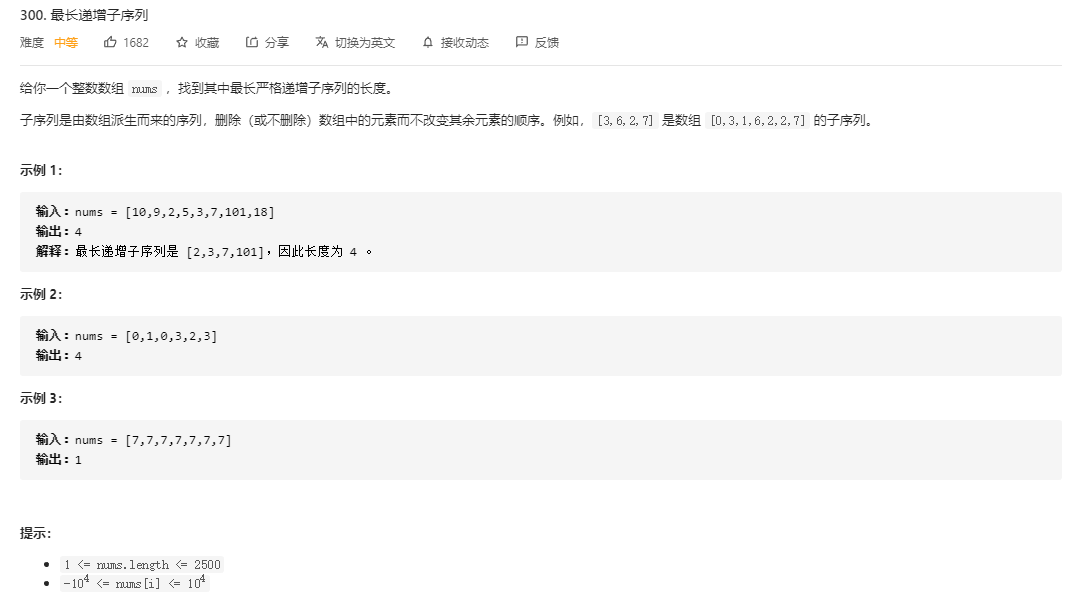 300. 最长递增子序列
难度 中等 1682 收藏 分享 切换为英文 接收动态 反馈
给你一个整数数组 nums ，找到其中最长严格递增子序列的长度。
子序列是由数组派生而来的序列，删除（或不删除）数组中的元素而不改变其余元素的顺序。例如，[3,6,2,7] 是数组 [0,3,1,6,2,2,7] 的子序列。
示例 1：
输入：nums = [10,9,2,5,3,7,101,18]
输出：4
解释：最长递增子序列是 [2,3,7,101]，因此长度为 4 。
示例 2：
输入：nums = [0,1,0,3,2,3]
输出：4
示例 3：
输入：nums = [7,7,7,7,7,7,7]
输出：1
提示：
• 1 <= nums.length <= 2500
• -10⁴ <= nums[i] <= 10⁴